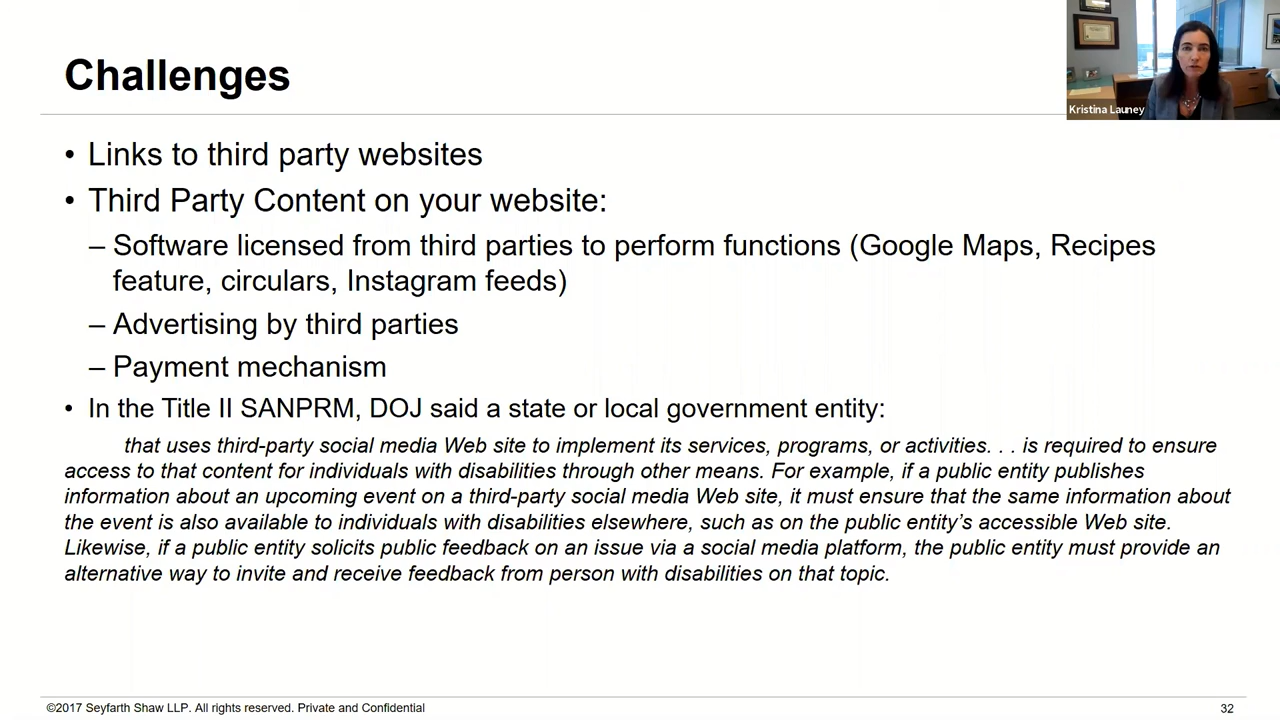 Challenges
Kristina Launey
• Links to third party websites
• Third Party Content on your website:
– Software licensed from third parties to perform functions (Google Maps, Recipes
feature, circulars, Instagram feeds)
– Advertising by third parties
– Payment mechanism
• In the Title II SANPRM, DOJ said a state or local government entity:
that uses third-party social media Web site to implement its services, programs, or activities. . . is required to ensure
access to that content for individuals with disabilities through other means. For example, if a public entity publishes
information about an upcoming event on a third-party social media Web site, it must ensure that the same information about
the event is also available to individuals with disabilities elsewhere, such as on the public entity’s accessible Web site.
Likewise, if a public entity solicits public feedback on an issue via a social media platform, the public entity must provide an
alternative way to invite and receive feedback from person with disabilities on that topic.
©2017 Seyfarth Shaw LLP. All rights reserved. Private and Confidential
32